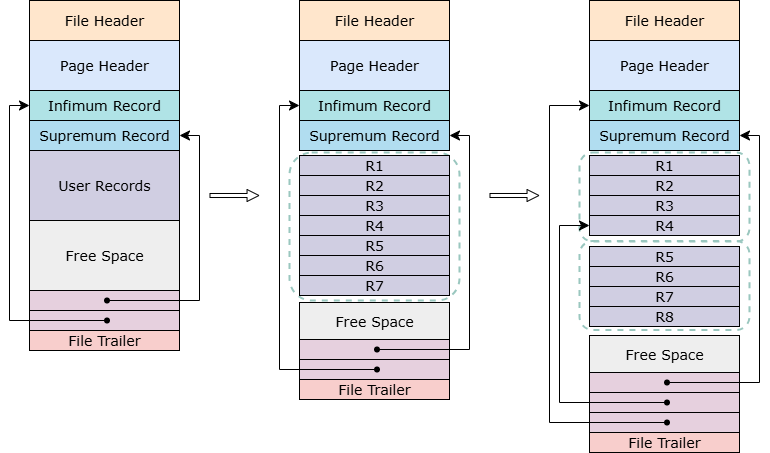 File Header
Page Header
Infimum Record
Supremum Record
User Records
Free Space
File Trailer
File Header
Page Header
Infimum Record
Supremum Record
R1
R2
R3
R4
R5
R6
R7
Free Space
File Trailer
File Header
Page Header
Infimum Record
Supremum Record
R1
R2
R3
R4
R5
R6
R7
R8
Free Space
File Trailer